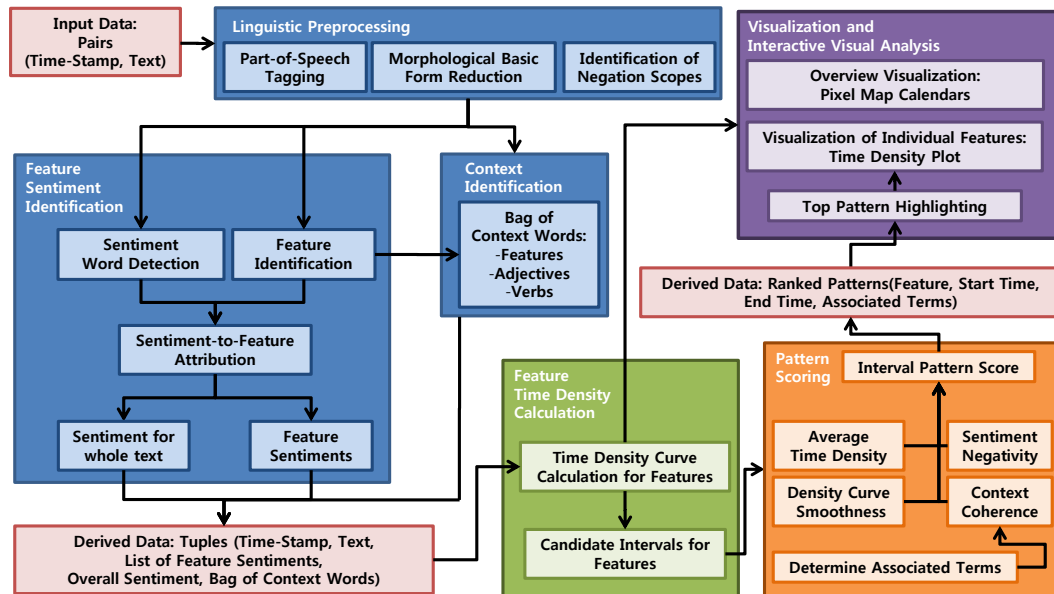 Input Data:
Pairs
(Time-Stamp, Text)
Linguistic Preprocessing
Part-of-Speech
Tagging
Morphological Basic
Form Reduction
Identification of
Negation Scopes
Visualization and
Interactive Visual Analysis
Overview Visualization:
Pixel Map Calendars
Visualization of Individual Features:
Time Density Plot
Top Pattern Highlighting
Feature
Sentiment
Identification
Sentiment
Word Detection
Feature
Identification
Sentiment-to-Feature
Attribution
Sentiment for
whole text
Feature
Sentiments
Context
Identification
Bag of
Context Words:
-Features
-Adjectives
-Verbs
Derived Data: Ranked Patterns(Feature, Start Time,
End Time, Associated Terms)
Derived Data: Tuples (Time-Stamp, Text,
List of Feature Sentiments,
Overall Sentiment, Bag of Context Words)
Feature
Time Density
Calculation
Time Density Curve
Calculation for Features
Candidate Intervals for
Features
Pattern
Scoring
Interval Pattern Score
Average
Time Density
Sentiment
Negativity
Density Curve
Smoothness
Context
Coherence
Determine Associated Terms